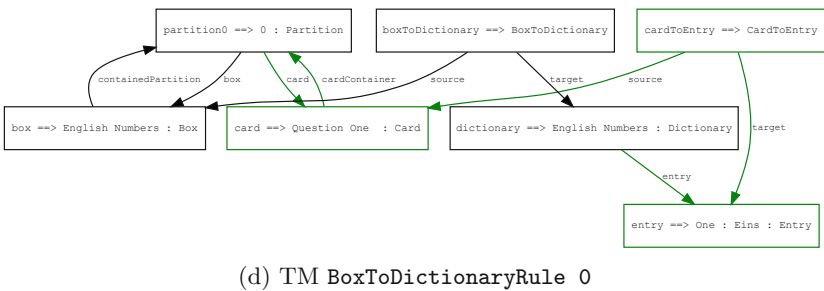 partition0 ==> 0 : Partition
boxToDictionary ==> BoxToDictionary
cardToEntry ==> CardToEntry
containedPartition
box
card
cardContainer
source
target
source
box ==> English Numbers : Box
card ==> Question One : Card
dictionary ==> English Numbers : Dictionary
target
entry
entry ==> One : Eins : Entry
(d) TM BoxToDictionaryRule 0